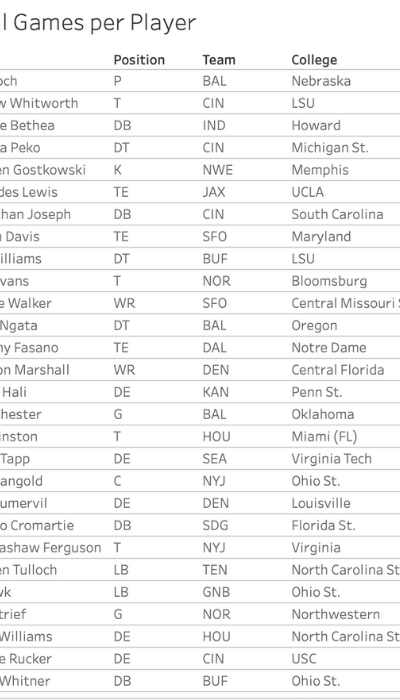 l Games per Player
Position Team College
och P BAL Nebraska
w Whitworth T CIN LSU
e Bethea DB IND Howard
a Peko DT CIN Michigan St.
en Gostkowski K NWE Memphis
des Lewis TE JAX UCLA
than Joseph DB CIN South Carolina
n Davis TE SFO Maryland
illiams DT BUF LSU
vans T NOR Bloomsburg
e Walker WR SFO Central Missouri S
Ngata DT BAL Oregon
ny Fasano TE DAL Notre Dame
on Marshall WR DEN Central Florida
Hali DE KAN Penn St.
hester G BAL Oklahoma
inston T HOU Miami (FL)
Tapp DE SEA Virginia Tech
angold C NYJ Ohio St.
umervil DE DEN Louisville
o Cromartie DB SDG Florida St.
ashaw Ferguson T NYJ Virginia
en Tulloch LB TEN North Carolina St
wk LB GNB Ohio St.
trief G NOR Northwestern
Williams DE HOU North Carolina St
e Rucker DE CIN USC
Whitner DB BUF Ohio St.